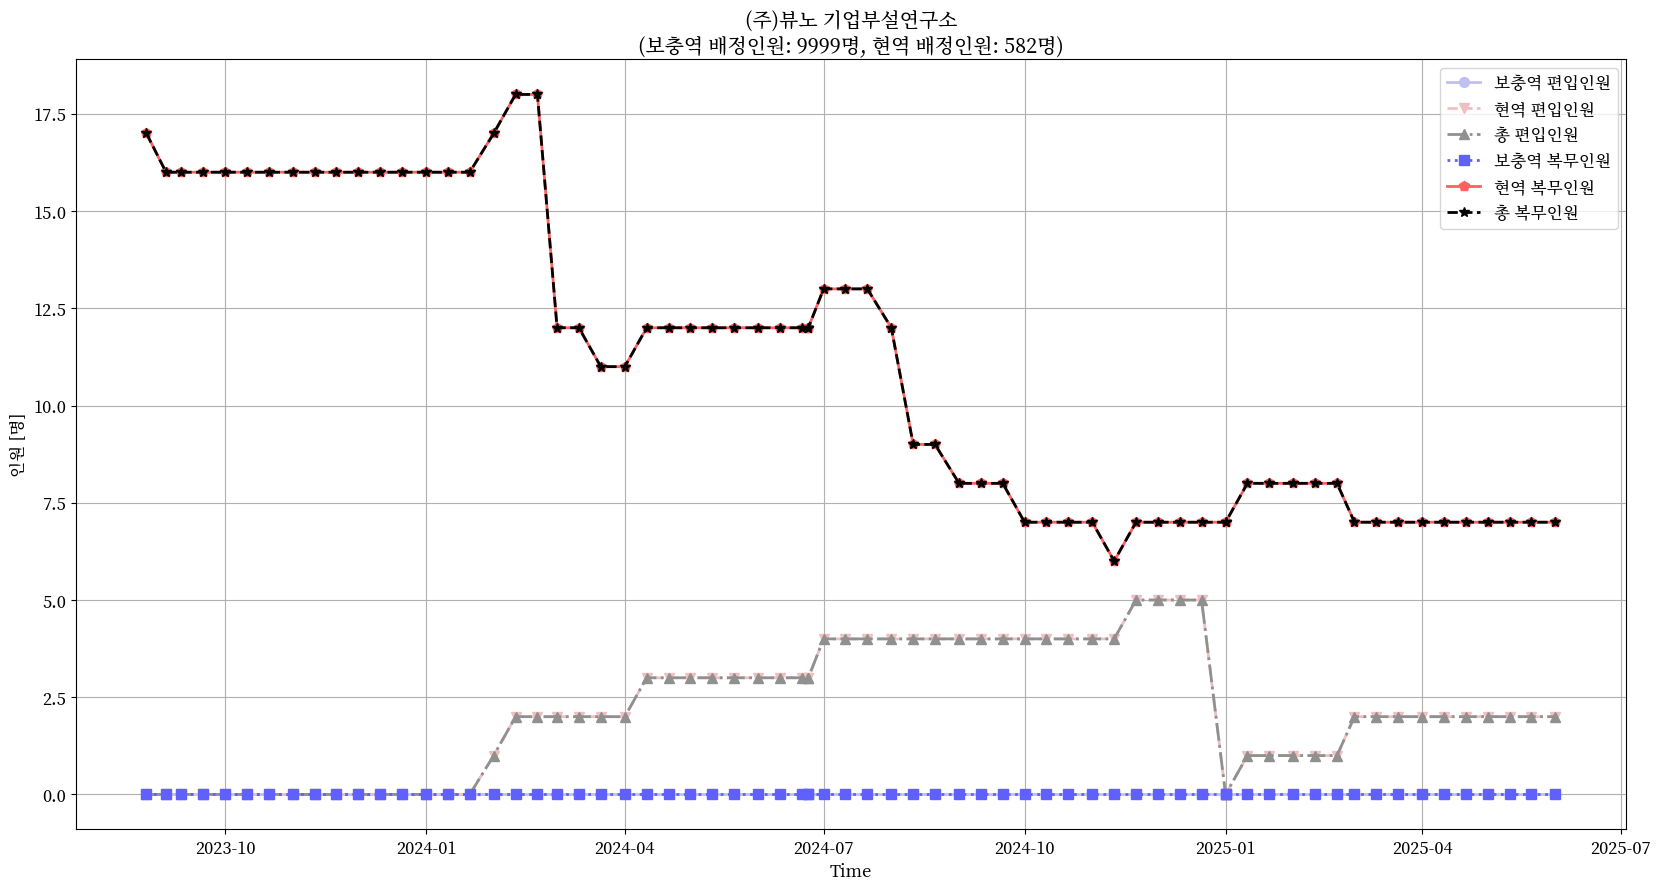 (주)뷰노 기업부설연구소
(보충역 배정인원: 9999명, 현역 배정인원: 582명)
보충역 편입인원
현역 편입인원
총 편입인원
보충역 복무인원
현역 복무인원
총 복무인원
17.5
15.0
12.5
10.0
7.5
5.0
2.5
0.0
인원 [명]
2023-10
2024-01
2024-04
2024-07
2024-10
2025-01
2025-04
2025-07
Time